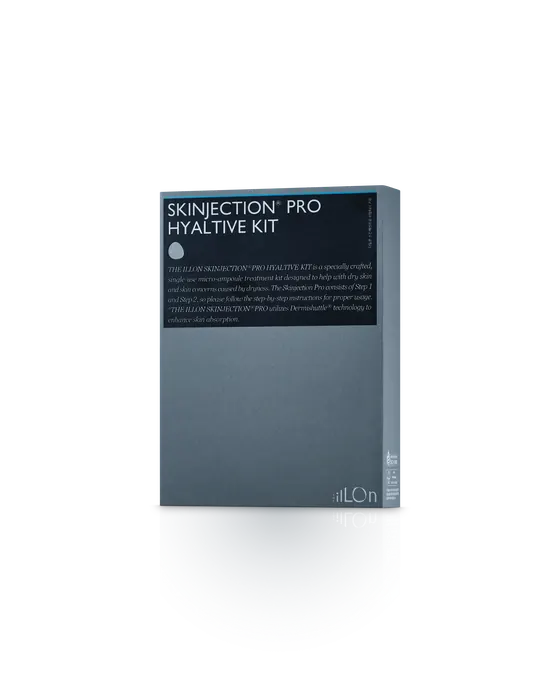 SKINJECTION® PRO
HYALTIVE KIT
THE ILLON SKINJECTION® PRO HYALTIVE KIT is a specially crafted,
single use micro-ampoule treatment kit designed to help with dry skin
and skin concerns caused by dryness. The Skinjection Pro consists of Step 1
and Step 2, so please follow the step-by-step instructions for proper usage.
*THE ILLON SKINJECTION® PRO utilizes Dermishuttle® technology to
enhance skin absorption.
illOn